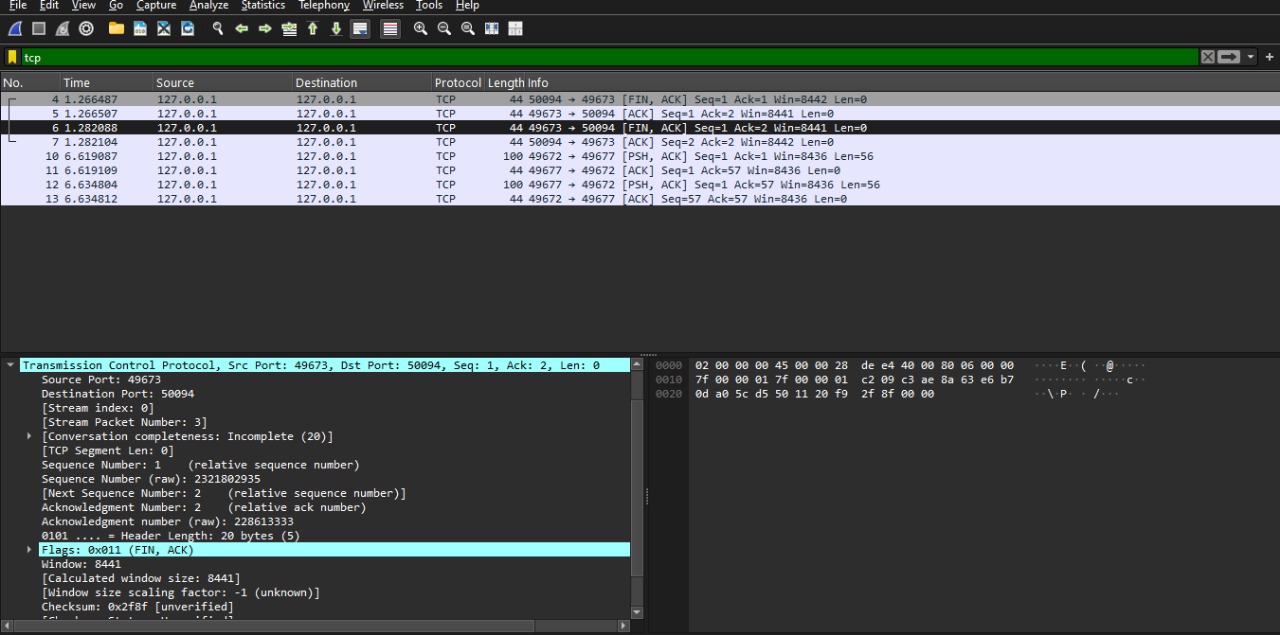 File Edit View Go Capture Analyze Statistics Telephony Wireless Tools Help
tcp
No. Time Source Destination Protocol Length Info
4 1.266487 127.0.0.1 127.0.0.1 TCP 44 50094 → 49673 [FIN, ACK] Seq=1 Ack=1 Win=8442 Len=0
5 1.266507 127.0.0.1 127.0.0.1 TCP 44 49673 → 50094 [ACK] Seq=1 Ack=2 Win=8441 Len=0
6 1.282088 127.0.0.1 127.0.0.1 TCP 44 49673 → 50094 [FIN, ACK] Seq=1 Ack=2 Win=8441 Len=0
7 1.282104 127.0.0.1 127.0.0.1 TCP 44 50094 → 49673 [ACK] Seq=2 Ack=2 Win=8442 Len=0
10 6.619087 127.0.0.1 127.0.0.1 TCP 100 49672 → 49677 [PSH, ACK] Seq=1 Ack=1 Win=8436 Len=56
11 6.619109 127.0.0.1 127.0.0.1 TCP 44 49677 → 49672 [ACK] Seq=1 Ack=57 Win=8436 Len=0
12 6.634804 127.0.0.1 127.0.0.1 TCP 100 49677 → 49672 [PSH, ACK] Seq=1 Ack=57 Win=8436 Len=56
13 6.634812 127.0.0.1 127.0.0.1 TCP 44 49672 → 49677 [ACK] Seq=57 Ack=57 Win=8436 Len=0
Transmission Control Protocol, Src Port: 49673, Dst Port: 50094, Seq: 1, Ack: 2, Len: 0
Source Port: 49673
Destination Port: 50094
[Stream index: 0]
[Stream Packet Number: 3]
[Conversation completeness: Incomplete (20)]
[TCP Segment Len: 0]
Sequence Number: 1 (relative sequence number)
Sequence Number (raw): 2321802935
[Next Sequence Number: 2 (relative sequence number)]
Acknowledgment Number: 2 (relative ack number)
Acknowledgment number (raw): 228613333
0101 .... = Header Length: 20 bytes (5)
Flags: 0x011 (FIN, ACK)
Window: 8441
[Calculated window size: 8441]
[Window size scaling factor: -1 (unknown)]
Checksum: 0x2f8f [unverified]
0000 02 00 00 00 45 00 00 28 de e4 40 00 80 06 00 00 ····E··( ··@·····
0010 7f 00 00 01 7f 00 00 01 c2 09 c3 ae 8a 63 e6 b7 ········ ·····c··
0020 0d a0 5c d5 50 11 20 f9 2f 8f 00 00 ··\·P· · /···